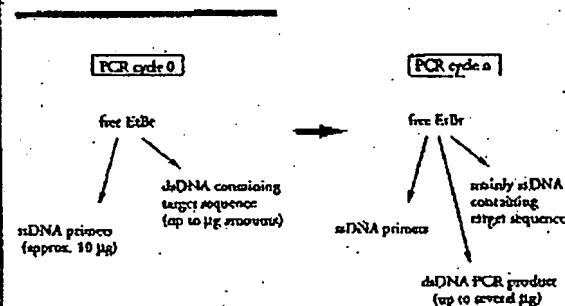 PCR cycle 0
free EtBr
ssDNA primers
(approx. 10 µg)
dsDNA containing
target sequence
(up to µg amounts)
PCR cycle n
free EtBr
ssDNA primers
mainly ssDNA
containing
target sequence
dsDNA PCR product
(up to several µg)